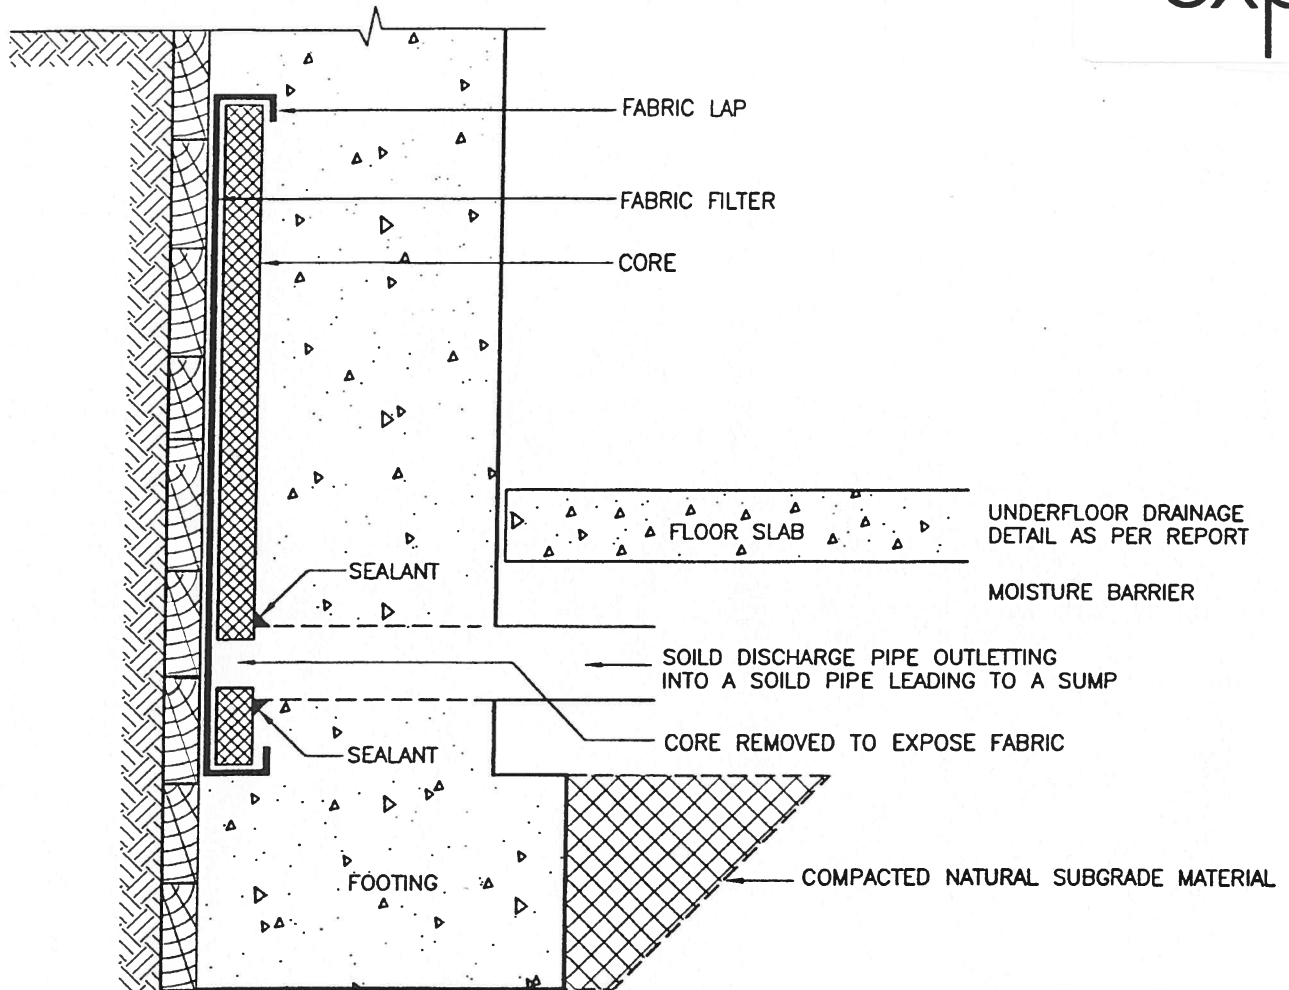 FABRIC LAP
FABRIC FILTER
CORE
FLOOR SLAB
UNDERFLOOR DRAINAGE
DETAIL AS PER REPORT
SEALANT
MOISTURE BARRIER
SOILD DISCHARGE PIPE OUTLETTING
INTO A SOILD PIPE LEADING TO A SUMP
CORE REMOVED TO EXPOSE FABRIC
SEALANT
COMPACTED NATURAL SUBGRADE MATERIAL
FOOTING